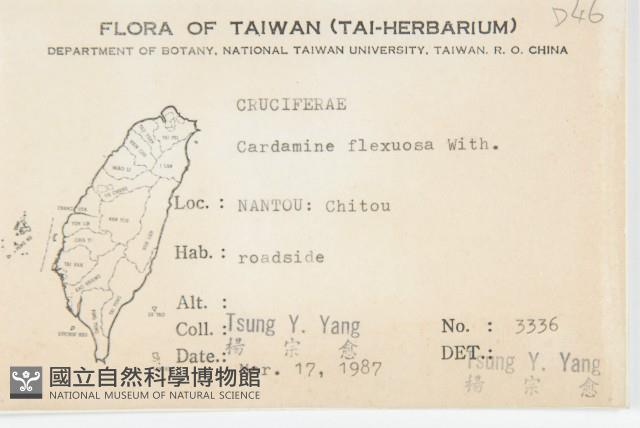 D46
FLORA OF TAIWAN (TAI-HERBARIUM)
DEPARTMENT OF BOTANY, NATIONAL TAIWAN UNIVERSITY, TAIWAN. R. O. CHINA
CRUCIFERAE
Cardamine flexuosa With.
Loc. : NANTOU: Chitou
Hab. : roadside
Alt. :
Coll.: Tsung Y. Yang No. : 3336
楊 宗 愈
Date.: Mar. 17, 1987 DET.: Tsung Y. Yang
楊 宗 愈
國立自然科學博物館
NATIONAL MUSEUM OF NATURAL SCIENCE